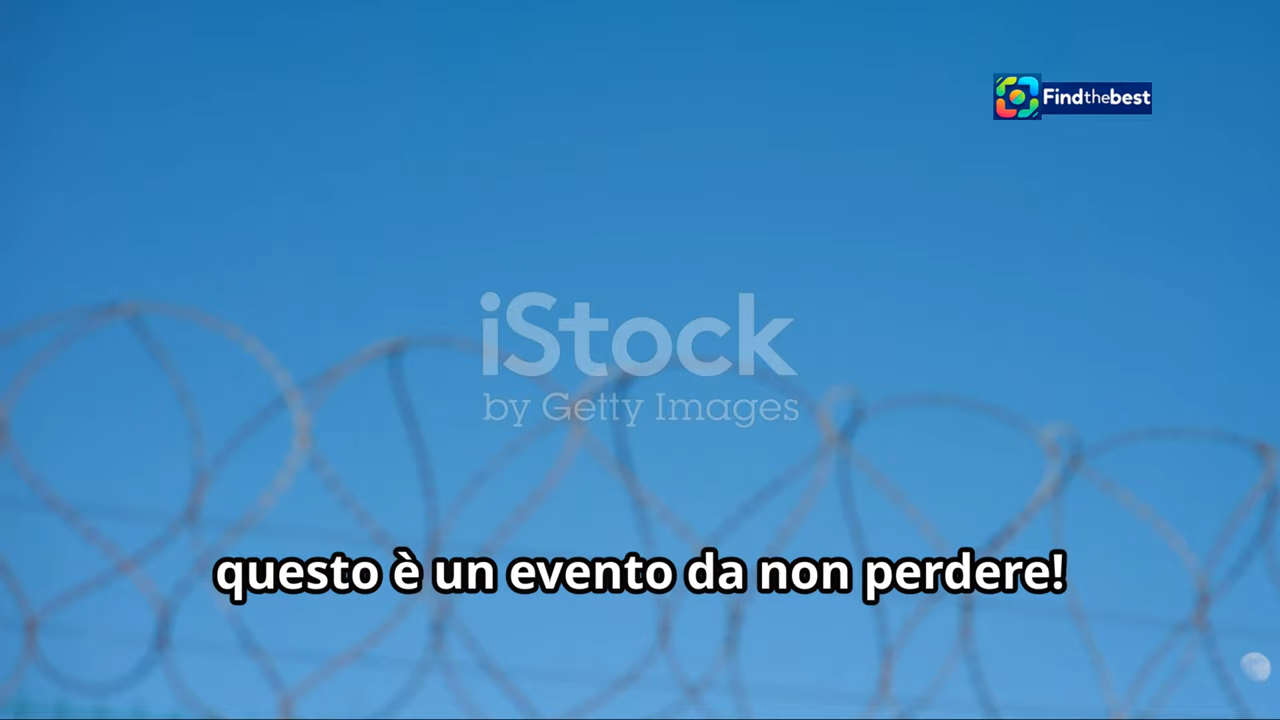 Findthebest
iStock
by Getty Images
questo è un evento da non perdere!